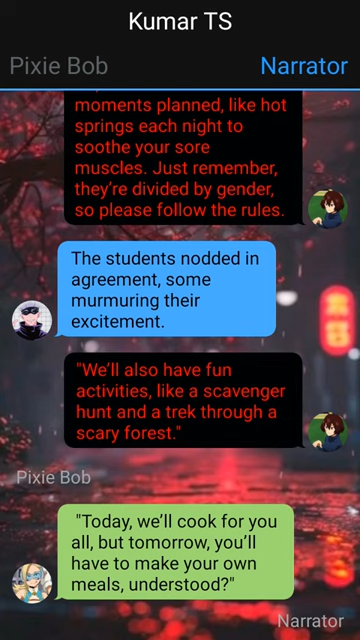 Kumar TS
Pixie Bob
Narrator
moments planned, like hot
springs each night to
soothe your sore
muscles. Just remember,
they're divided by gender,
so please follow the rules.
The students nodded in
agreement, some
murmuring their
excitement.
"We'll also have fun
activities, like a scavenger
hunt and a trek through a
scary forest."
Pixie Bob
"Today, we'll cook for you
all, but tomorrow, you'll
have to make your own
meals, understood?"
Narrator